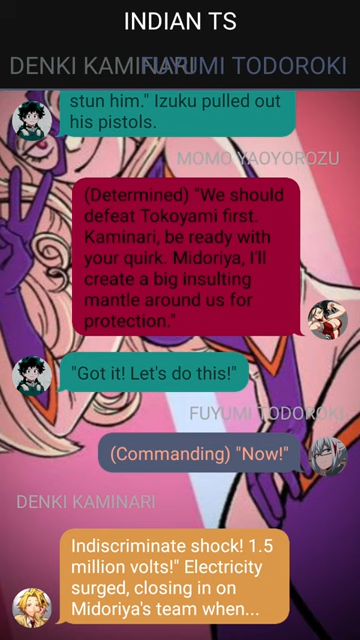 INDIAN TS
DENKI KAMINARI
FUYUMI TODOROKI
stun him." Izuku pulled out
his pistols.
MOMO YAOYOROZU
(Determined) "We should
defeat Tokoyami first.
Kaminari, be ready with
your quirk. Midoriya, I'll
create a big insulting
mantle around us for
protection."
"Got it! Let's do this!"
FUYUMI TODOROKI
(Commanding) "Now!"
DENKI KAMINARI
Indiscriminate shock! 1.5
million volts!" Electricity
surged, closing in on
Midoriya's team when...